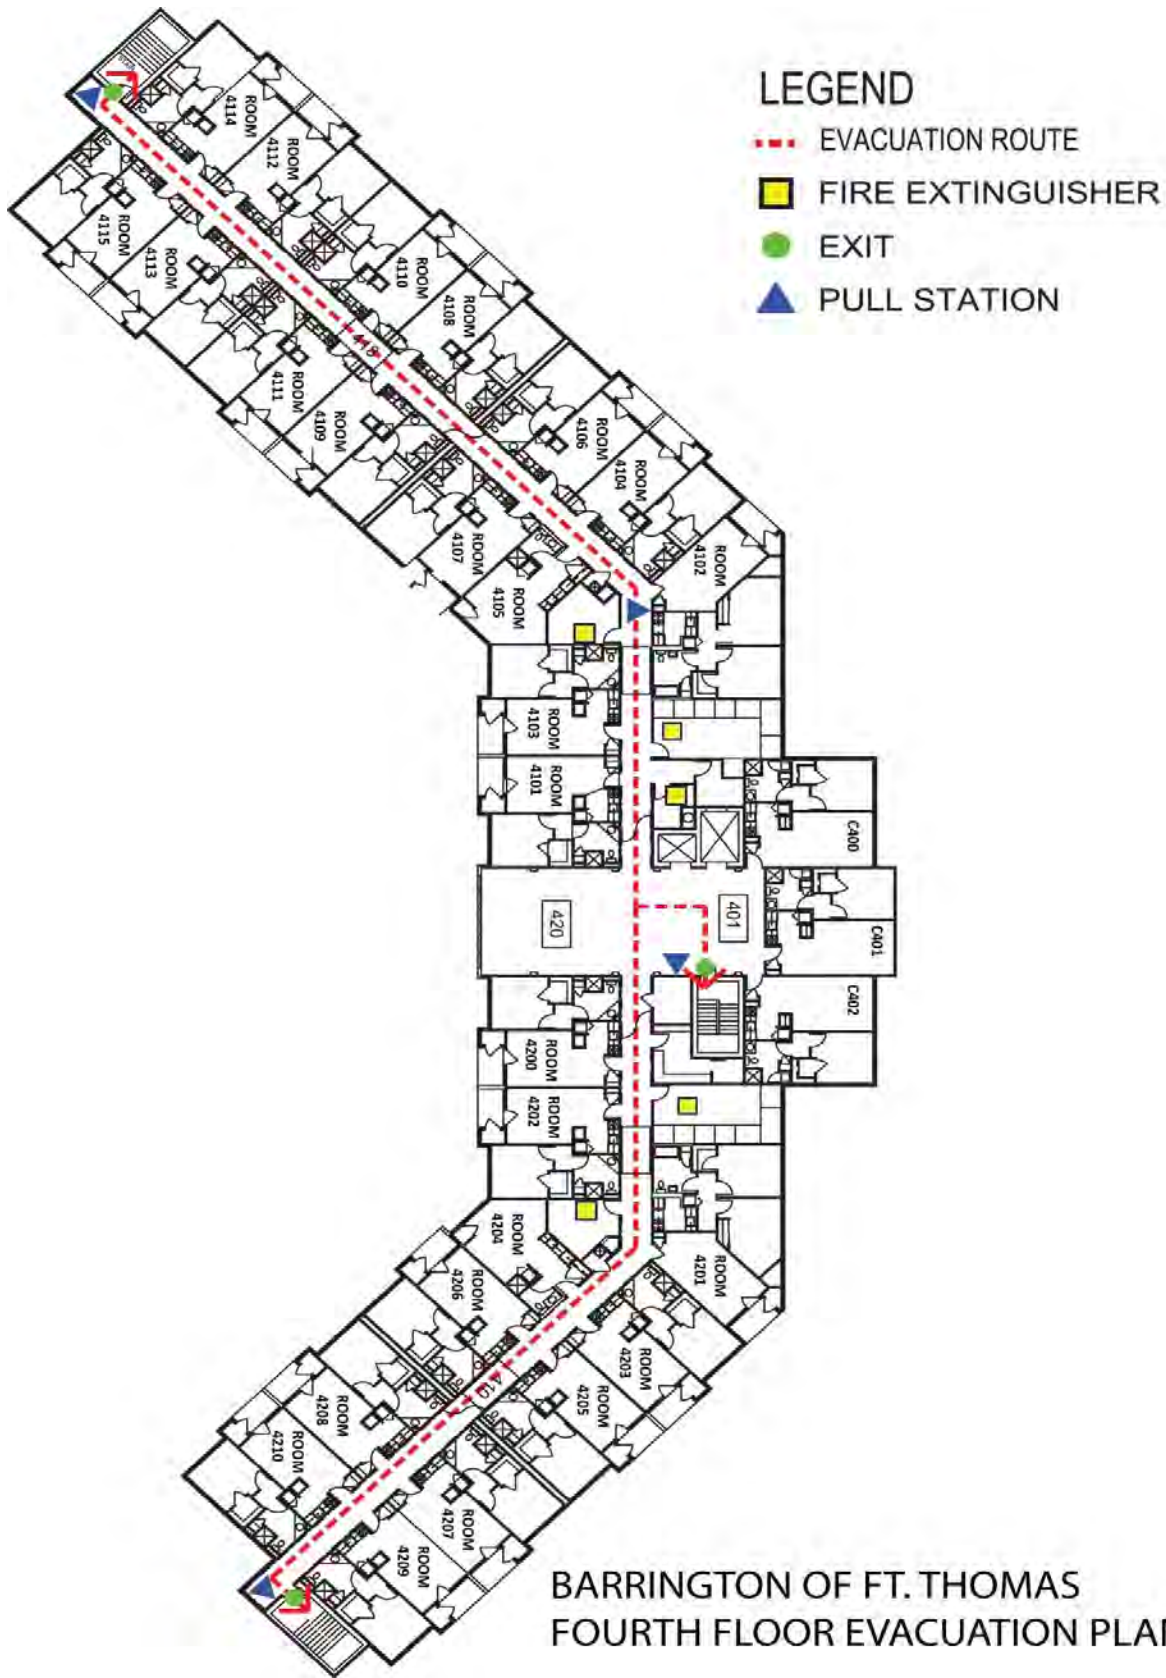 LEGEND
EVACUATION ROUTE
FIRE EXTINGUISHER
EXIT
PULL STATION
ROOM
4114
ROOM
4112
ROOM
4110
ROOM
4108
ROOM
4106
ROOM
4104
ROOM
4102
ROOM
4115
ROOM
4113
ROOM
4111
ROOM
4109
ROOM
4107
ROOM
4105
ROOM
4103
ROOM
4101
C400
401
420
C401
C402
ROOM
4200
ROOM
4202
ROOM
4204
ROOM
4206
ROOM
4208
ROOM
4210
ROOM
4201
ROOM
4203
ROOM
4205
ROOM
4207
ROOM
4209
BARRINGTON OF FT. THOMAS
FOURTH FLOOR EVACUATION PLAN